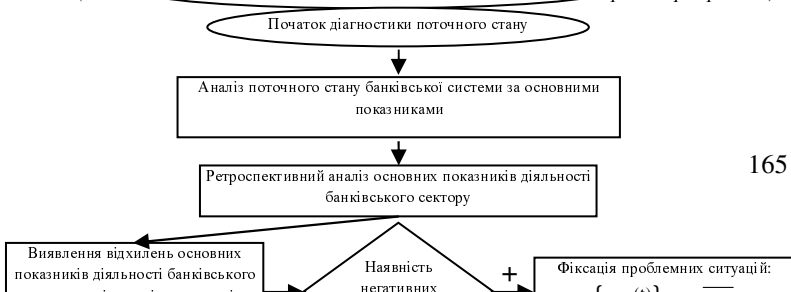 Початок діагностики поточного стану
Аналіз поточного стану банківської системи за основними
показниками
165
Ретроспективний аналіз основних показників діяльності
банківського сектору
Виявлення відхилень основних
показників діяльності банківського
Наявність
негативних
+
Фіксація проблемних ситуацій: